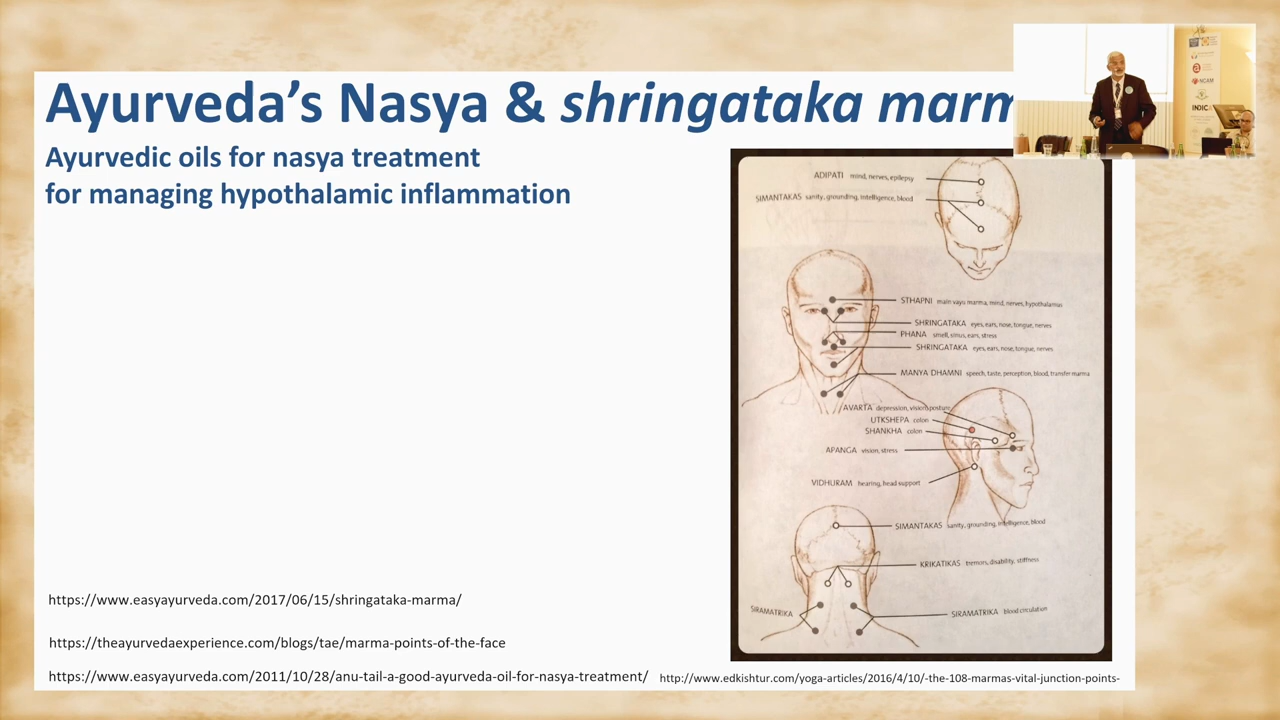 Ayurveda's Nasya & shringataka marm
Ayurvedic oils for nasya treatment
for managing hypothalamic inflammation
ADIPATI mind, nerves, epilepsy
SIMANTAKAS sanity, grounding, intelligence, blood
STHAPNI main vayu marma, mind, nerves, hypothalamus
SHRINGATAKA eyes, ears, nose, tongue, nerves
PHANA smell, sinus, ears, stress
SHRINGATAKA eyes, ears, nose, tongue, nerves
MANYA DHAMNI speech, taste, perception, blood, transfer marma
AVARTA depression, vision, posture
UTKSHEPA colon
SHANKHA colon
APANGA vision, stress
VIDHURAM hearing, head support
SIMANTAKAS sanity, grounding, intelligence, blood
KRIKATIKAS tremors, disability, stiffness
SIRAMATRIKA
SIRAMATRIKA blood circulation
https://www.easyayurveda.com/2017/06/15/shringataka-marma/
https://theayurvedaexperience.com/blogs/tae/marma-points-of-the-face
https://www.easyayurveda.com/2011/10/28/anu-tail-a-good-ayurveda-oil-for-nasya-treatment/
http://www.edkishtur.com/yoga-articles/2016/4/10/-the-108-marmas-vital-junction-points-
NCAM
INDIC